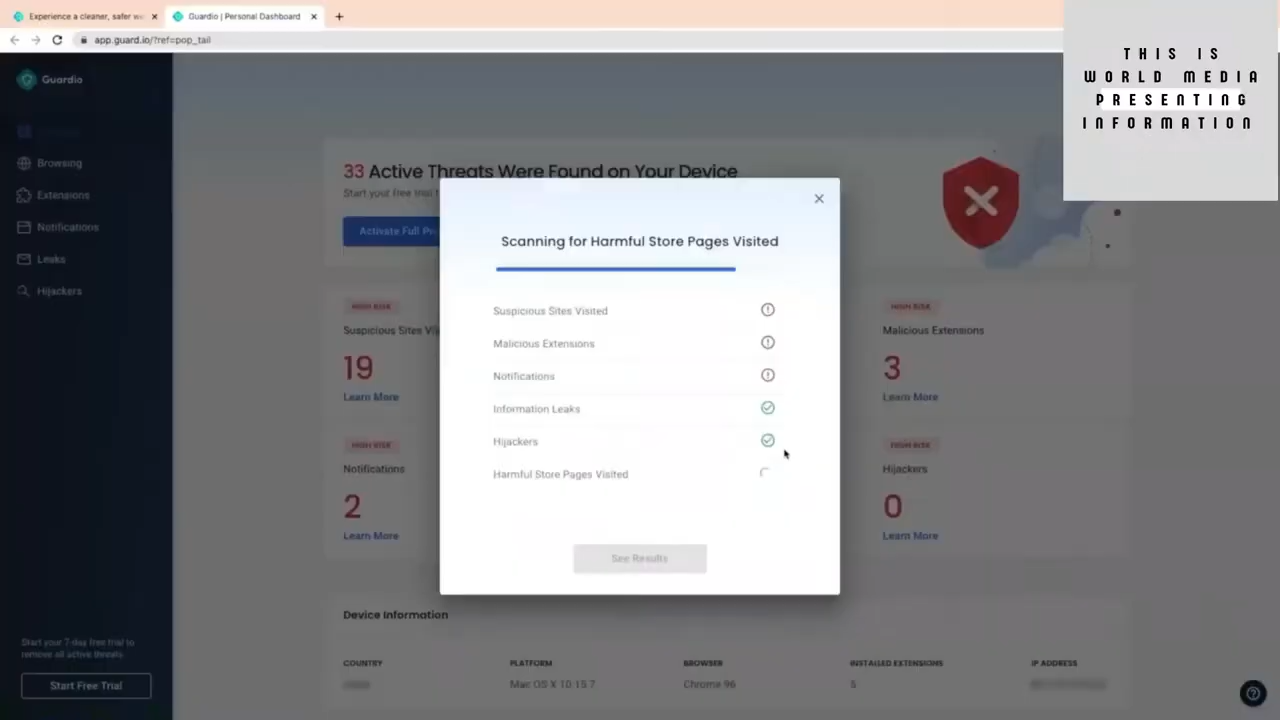 Experience a cleaner, safer we
Guardio | Personal Dashboard
app.guard.io/?ref=pop_tail
THIS IS
WORLD MEDIA
PRESENTING
INFORMATION
Guardio
Browsing
Extensions
Notifications
Leaks
Hijackers
Start your 7-day free trial to
remove all active threats.
Start Free Trial
33 Active Threats Were Found on Your Device
Start your free trial t
Activate Full Pro
HIGH RISK
Suspicious Sites Vi
19
Learn More
HIGH RISK
Malicious Extensions
3
Learn More
HIGH RISK
Notifications
2
Learn More
HIGH RISK
Hijackers
0
Learn More
Scanning for Harmful Store Pages Visited
Suspicious Sites Visited
Malicious Extensions
Notifications
Information Leaks
Hijackers
Harmful Store Pages Visited
See Results
Device Information
COUNTRY PLATFORM BROWSER INSTALLED EXTENSIONS IP ADDRESS
Mac OS X 10.15.7 Chrome 96 5